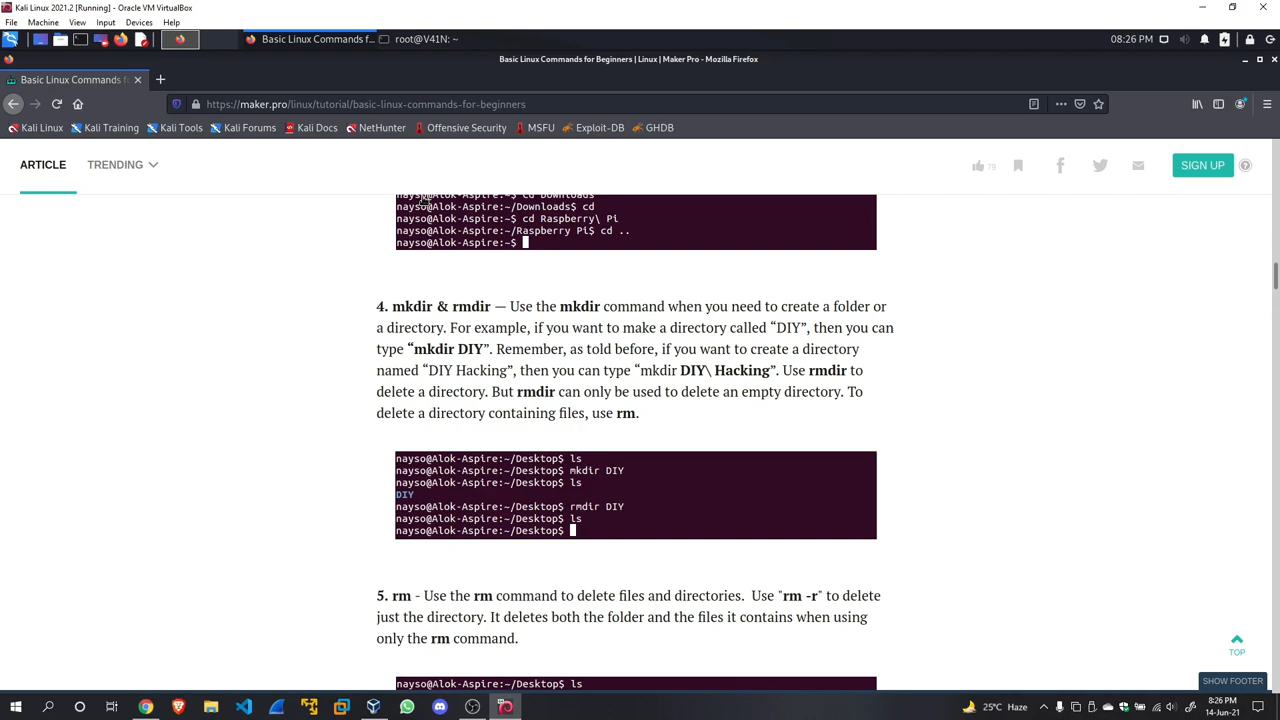 Kali Linux 2021.2 [Running] - Oracle VM VirtualBox
File Machine View Input Devices Help
Basic Linux Commands f... root@V41N: ~ 08:26 PM
Basic Linux Commands for Beginners | Linux | Maker Pro - Mozilla Firefox
Basic Linux Commands f
https://maker.pro/linux/tutorial/basic-linux-commands-for-beginners
Kali Linux Kali Training Kali Tools Kali Forums Kali Docs NetHunter Offensive Security MSFU Exploit-DB GHDB
ARTICLE TRENDING 79 SIGN UP
nayso@Alok-Aspire:~$ cd Downloads
nayso@Alok-Aspire:~/Downloads$ cd
nayso@Alok-Aspire:~$ cd Raspberry\ Pi
nayso@Alok-Aspire:~/Raspberry Pi$ cd ..
nayso@Alok-Aspire:~$
4. mkdir & rmdir — Use the mkdir command when you need to create a folder or
a directory. For example, if you want to make a directory called “DIY”, then you can
type “mkdir DIY”. Remember, as told before, if you want to create a directory
named “DIY Hacking”, then you can type “mkdir DIY\ Hacking”. Use rmdir to
delete a directory. But rmdir can only be used to delete an empty directory. To
delete a directory containing files, use rm.
nayso@Alok-Aspire:~/Desktop$ ls
nayso@Alok-Aspire:~/Desktop$ mkdir DIY
nayso@Alok-Aspire:~/Desktop$ ls
DIY
nayso@Alok-Aspire:~/Desktop$ rmdir DIY
nayso@Alok-Aspire:~/Desktop$ ls
nayso@Alok-Aspire:~/Desktop$
5. rm - Use the rm command to delete files and directories. Use "rm -r" to delete
just the directory. It deletes both the folder and the files it contains when using
only the rm command.
TOP
SHOW FOOTER
nayso@Alok-Aspire:~/Desktop$ ls
25°C Haze 8:26 PM
14-Jun-21